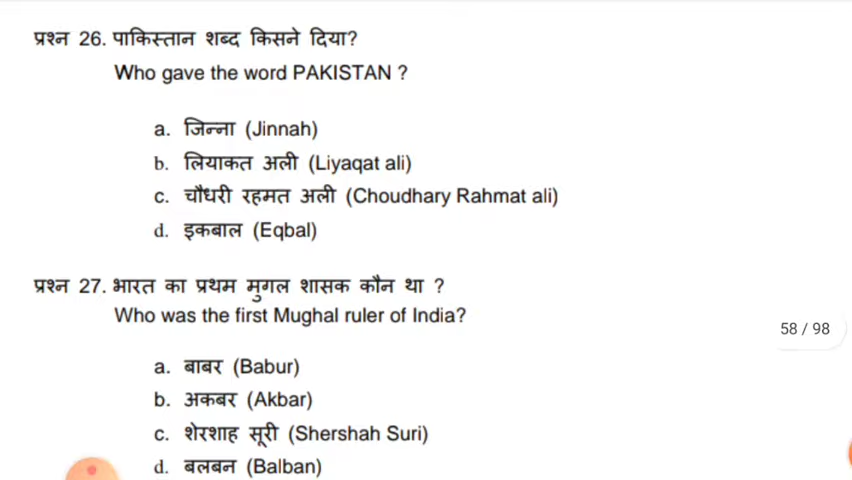 प्रश्न 26. पाकिस्तान शब्द किसने दिया?
Who gave the word PAKISTAN ?
a. जिन्ना (Jinnah)
b. लियाकत अली (Liyaqat ali)
c. चौधरी रहमत अली (Choudhary Rahmat ali)
d. इकबाल (Eqbal)
प्रश्न 27. भारत का प्रथम मुगल शासक कौन था ?
Who was the first Mughal ruler of India?
58 / 98
a. बाबर (Babur)
b. अकबर (Akbar)
c. शेरशाह सूरी (Shershah Suri)
d. बलबन (Balban)